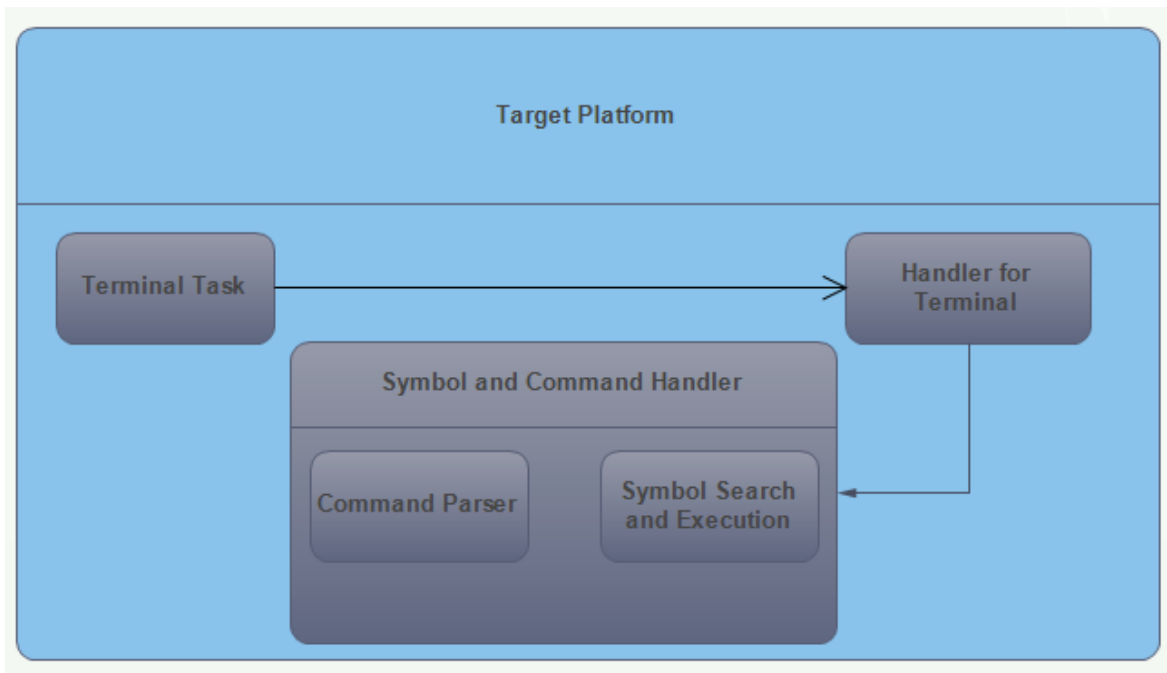 Target Platform
Terminal Task
Handler for
Terminal
Symbol and Command Handler
Command Parser
Symbol Search
and Execution